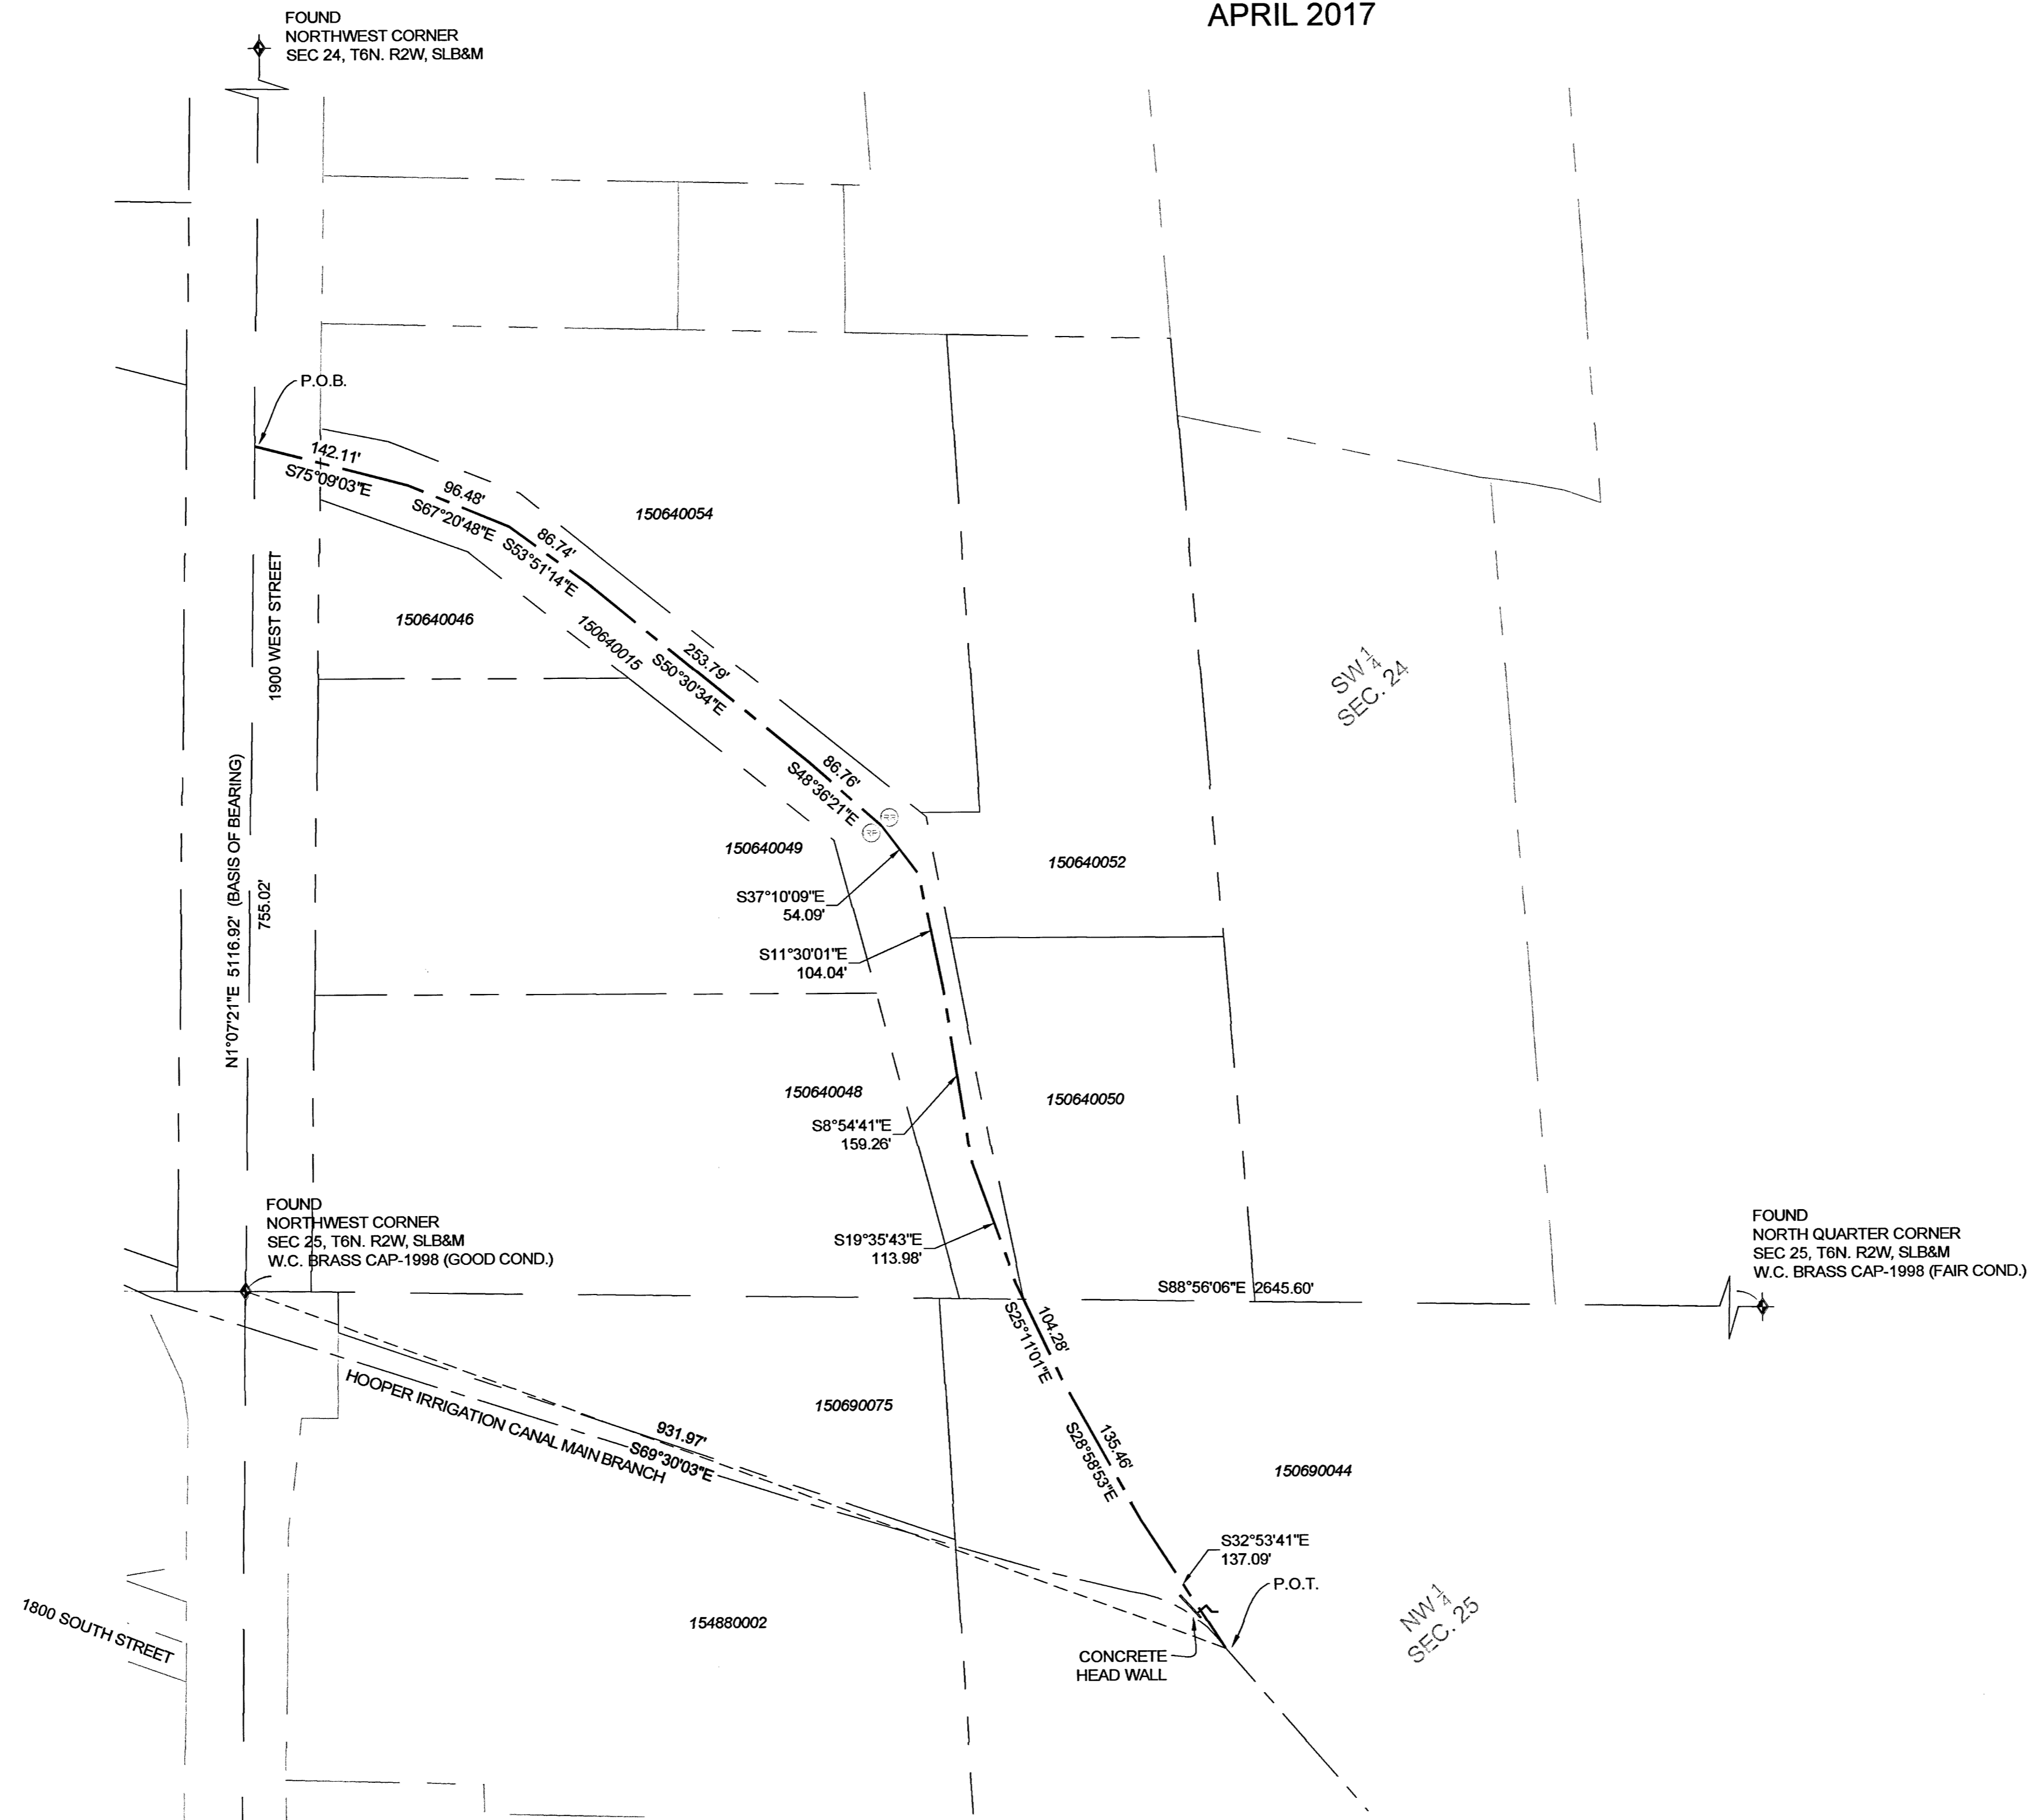 APRIL 2017
FOUND
NORTHWEST CORNER
SEC 24, T6N. R2W, SLB&M
P.O.B.
142.11'
S75°09'03"E
96.48'
S67°20'48"E
86.74'
S53°51'14"E
150640054
1900 WEST STREET
150640046
150640015
253.79'
S50°30'34"E
SW 1/4
SEC. 24
86.76'
S48°36'21"E
N1°07'21"E 5116.92' (BASIS OF BEARING)
755.02'
150640049
150640052
S37°10'09"E
54.09'
S11°30'01"E
104.04'
150640048
150640050
S8°54'41"E
159.26'
FOUND
NORTHWEST CORNER
SEC 25, T6N. R2W, SLB&M
W.C. BRASS CAP-1998 (GOOD COND.)
S19°35'43"E
113.98'
S88°56'06"E 2645.60'
FOUND
NORTH QUARTER CORNER
SEC 25, T6N. R2W, SLB&M
W.C. BRASS CAP-1998 (FAIR COND.)
104.28'
S25°11'01"E
HOOPER IRRIGATION CANAL MAIN BRANCH
931.97'
S69°30'03"E
150690075
135.46'
S28°58'53"E
150690044
S32°53'41"E
137.09'
P.O.T.
NW 1/4
SEC. 25
1800 SOUTH STREET
154880002
CONCRETE
HEAD WALL